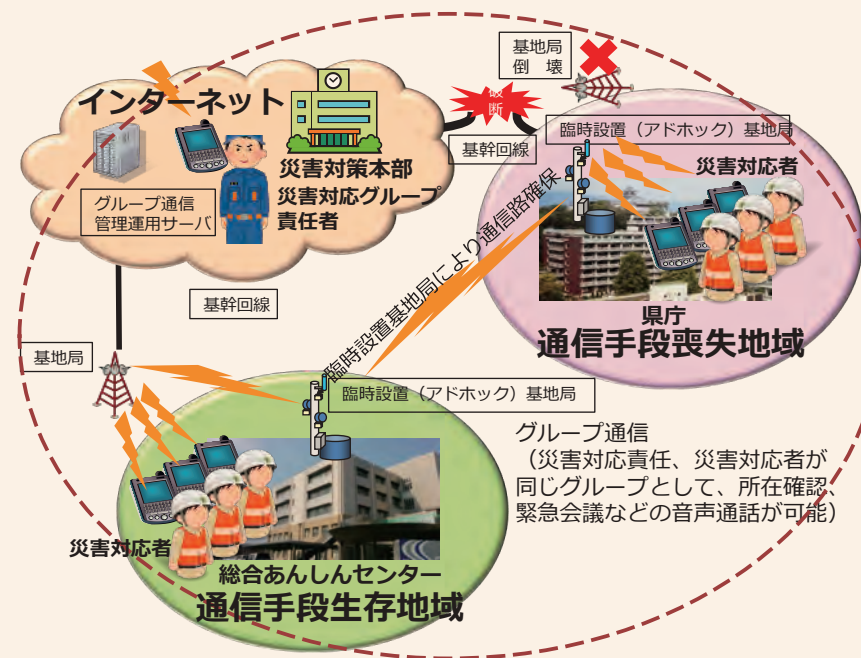 基地局
倒 壊
インターネット
破
断
臨時設置（アドホック）基地局
基幹回線
災害対策本部
災害対応グループ
責任者
災害対応者
グループ通信
管理運用サーバ
臨時設置基地局により通信路確保
基幹回線
県庁
通信手段喪失地域
基地局
臨時設置（アドホック）基地局
グループ通信
（災害対応責任、災害対応者が
同じグループとして、所在確認、
緊急会議などの音声通話が可能）
災害対応者
総合あんしんセンター
通信手段生存地域